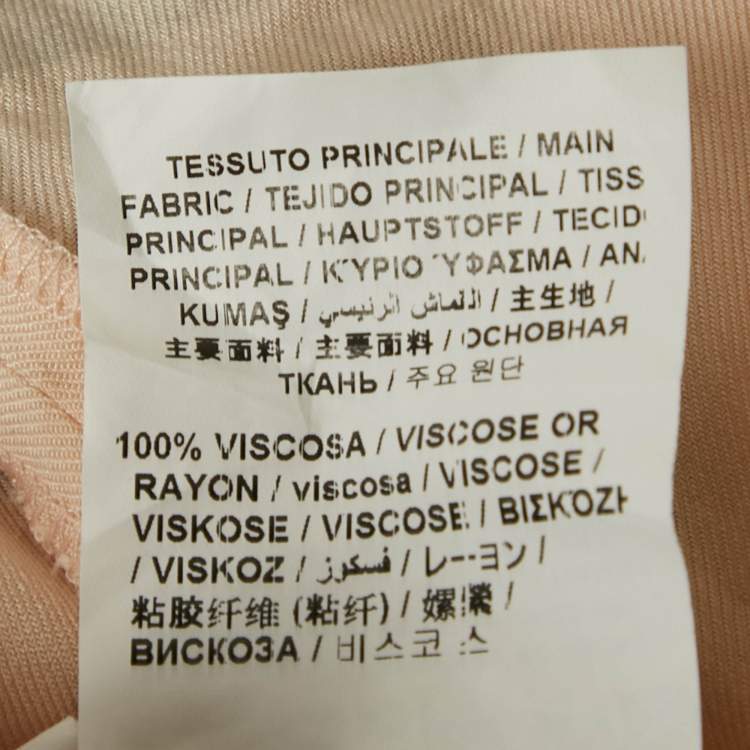 TESSUTO PRINCIPALE / MAIN
FABRIC / TEJIDO PRINCIPAL / TISS
PRINCIPAL / HAUPTSTOFF / TECID
PRINCIPAL / ΚΎΡΙΟ ΎΦΑΣΜΑ / AN
KUMAŞ / القماش الرئيسي / 主生地 /
主要面料 / 主要面料 / ОСНОВНАЯ
ТКАНЬ / 주요 원단
100% VISCOSA / VISCOSE OR
RAYON / viscosa / VISCOSE /
VISKOSE / VISCOSE / ΒΙΣΚΌΖΗ
/ VISKOZ / فسكوز / レーヨン /
粘胶纤维 (粘纤) / 嫘縈 /
ВИСКОЗА / 비스코스